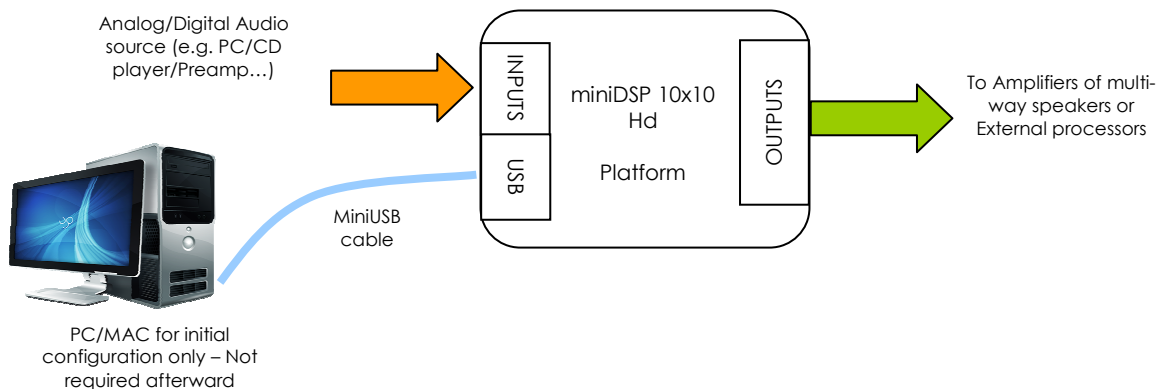 Analog/Digital Audio
source (e.g. PC/CD
player/Preamp…)
INPUTS
USB
miniDSP 10x10
Hd
Platform
OUTPUTS
To Amplifiers of multi-
way speakers or
External processors
MiniUSB
cable
PC/MAC for initial
configuration only – Not
required afterward